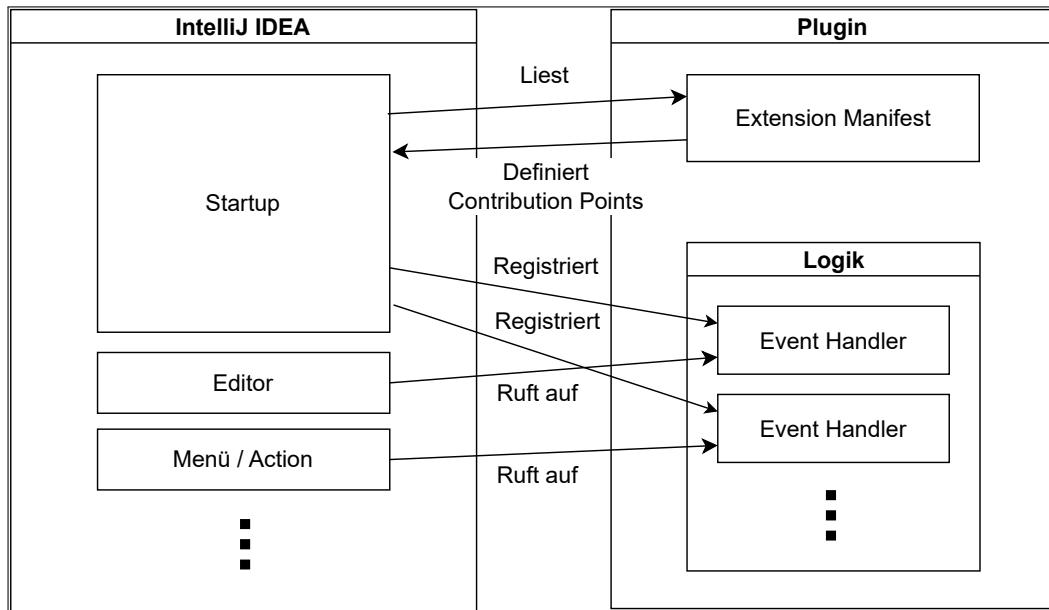 IntelliJ IDEA
Plugin
Liest
Extension Manifest
Startup
Definiert
Contribution Points
Registriert
Logik
Registriert
Event Handler
Editor
Ruft auf
Event Handler
Menü / Action
Ruft auf